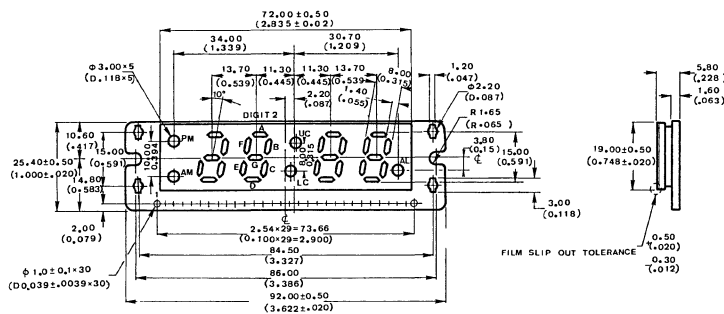 72.00±0.50
(2.835±0.02)
34.00
(1.339)
30.70
(1.209)
ϕ3.00×5
(D.118×5)
13.70
(0.539)
11.30
(0.445)
11.30
(0.445)
13.70
(0.539)
8.00
(0.315)
1.20
(.047)
5.80
(.228)
1.60
(.063)
10°
2.20
(.087)
1.40
(.055)
ϕ2.20
(D.087)
R 1.65
(R.065)
DIGIT 2
10.60
(.417)
15.00
(0.591)
25.40±0.50
(1.000±.020)
14.80
(0.583)
2.00
(0.079)
10.00
0.394
PM
AM
A
F
B
G
E
C
D
UC
LC
8.00
0.315
AL
3.80
(0.15)
15.00
(0.591)
3.00
(0.118)
19.00±0.50
(0.748±.020)
1
2.54×29=73.66
(0.100×29=2.900)
84.50
(3.327)
86.00
(3.386)
92.00±0.50
(3.622±.020)
ϕ1.0±0.1×30
(D0.039±.0039×30)
FILM SLIP OUT TOLERANCE
0.50
(.020)
0.30
(.012)